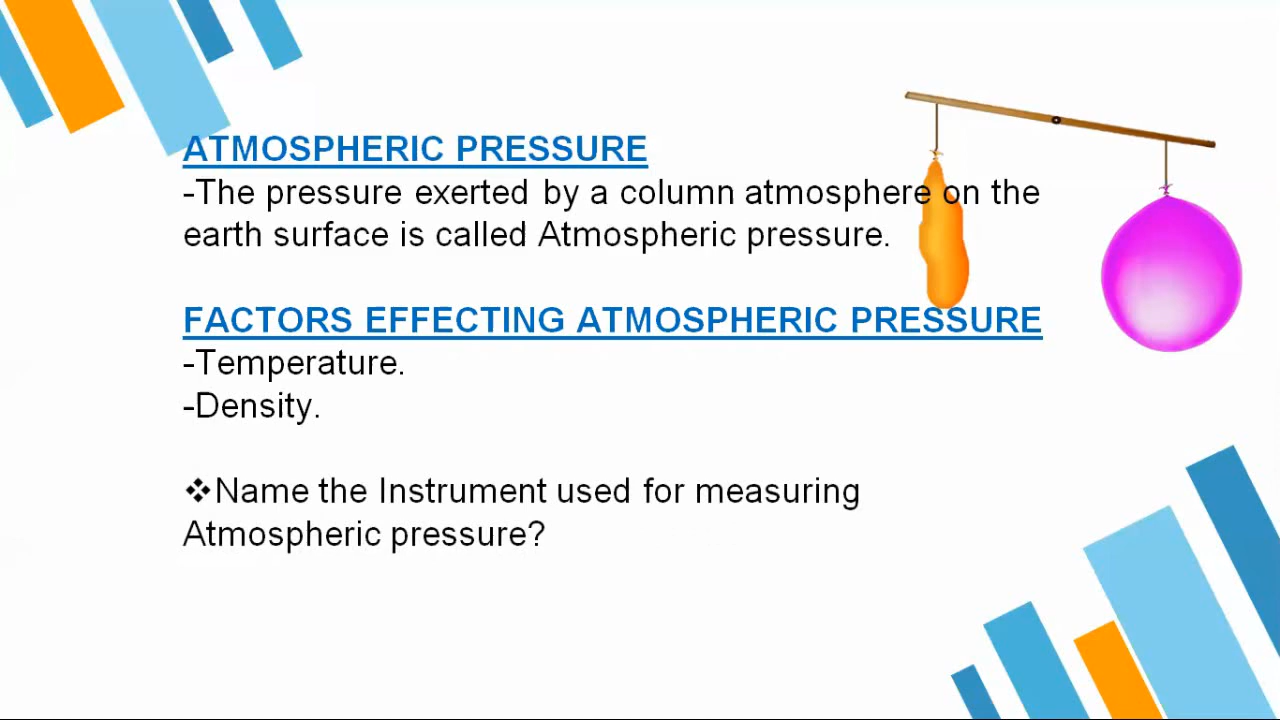 ATMOSPHERIC PRESSURE
-The pressure exerted by a column atmosphere on the
earth surface is called Atmospheric pressure.
FACTORS EFFECTING ATMOSPHERIC PRESSURE
-Temperature.
-Density.
❖Name the Instrument used for measuring
Atmospheric pressure?